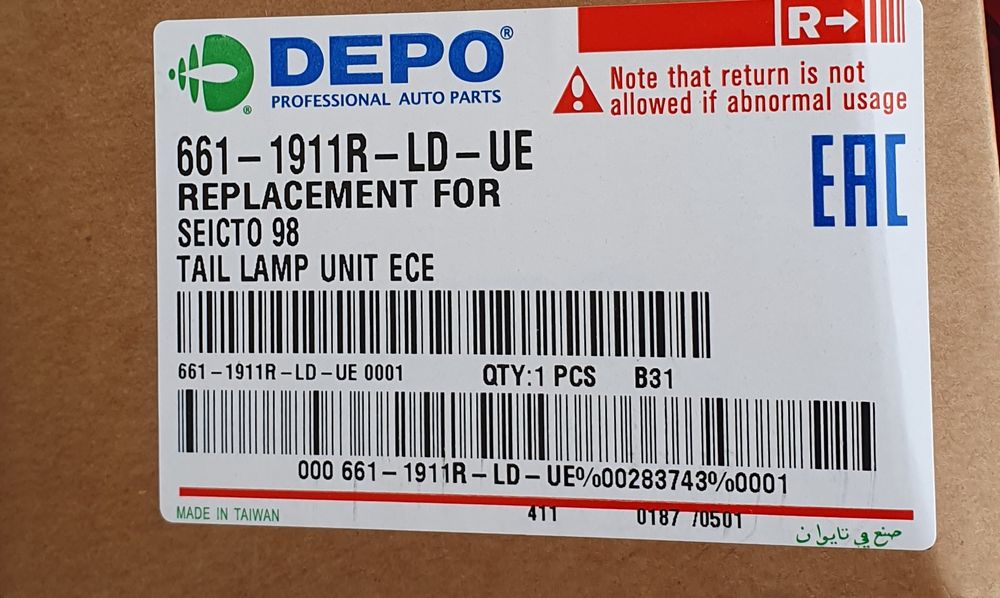 DEPO®
PROFESSIONAL AUTO PARTS
R→
Note that return is not
allowed if abnormal usage
661-1911R-LD-UE
REPLACEMENT FOR
SEICTO 98
TAIL LAMP UNIT ECE
EAC
661-1911R-LD-UE 0001 QTY:1 PCS B31
000 661-1911R-LD-UE%00283743%0001
MADE IN TAIWAN 411 0187 /0501 صنع في تايوان